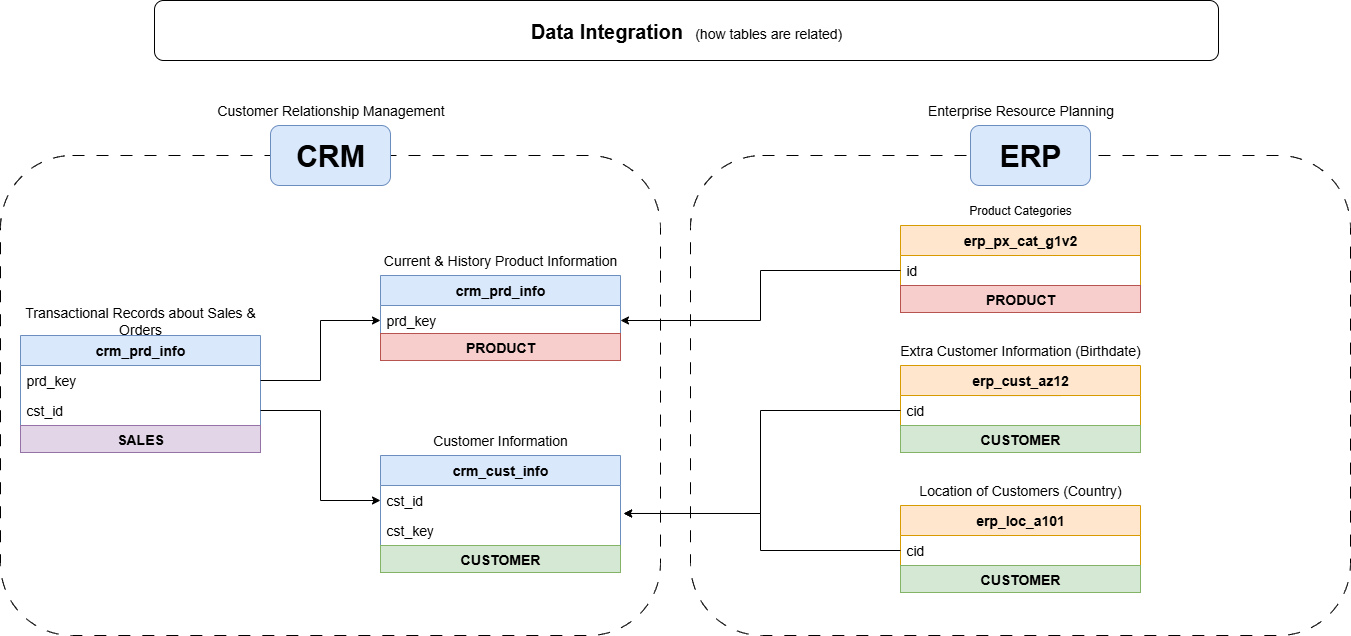 Data Integration (how tables are related)
Customer Relationship Management
CRM
Transactional Records about Sales &
Orders
crm_prd_info
prd_key
cst_id
SALES
Current & History Product Information
crm_prd_info
prd_key
PRODUCT
Customer Information
crm_cust_info
cst_id
cst_key
CUSTOMER
Enterprise Resource Planning
ERP
Product Categories
erp_px_cat_g1v2
id
PRODUCT
Extra Customer Information (Birthdate)
erp_cust_az12
cid
CUSTOMER
Location of Customers (Country)
erp_loc_a101
cid
CUSTOMER